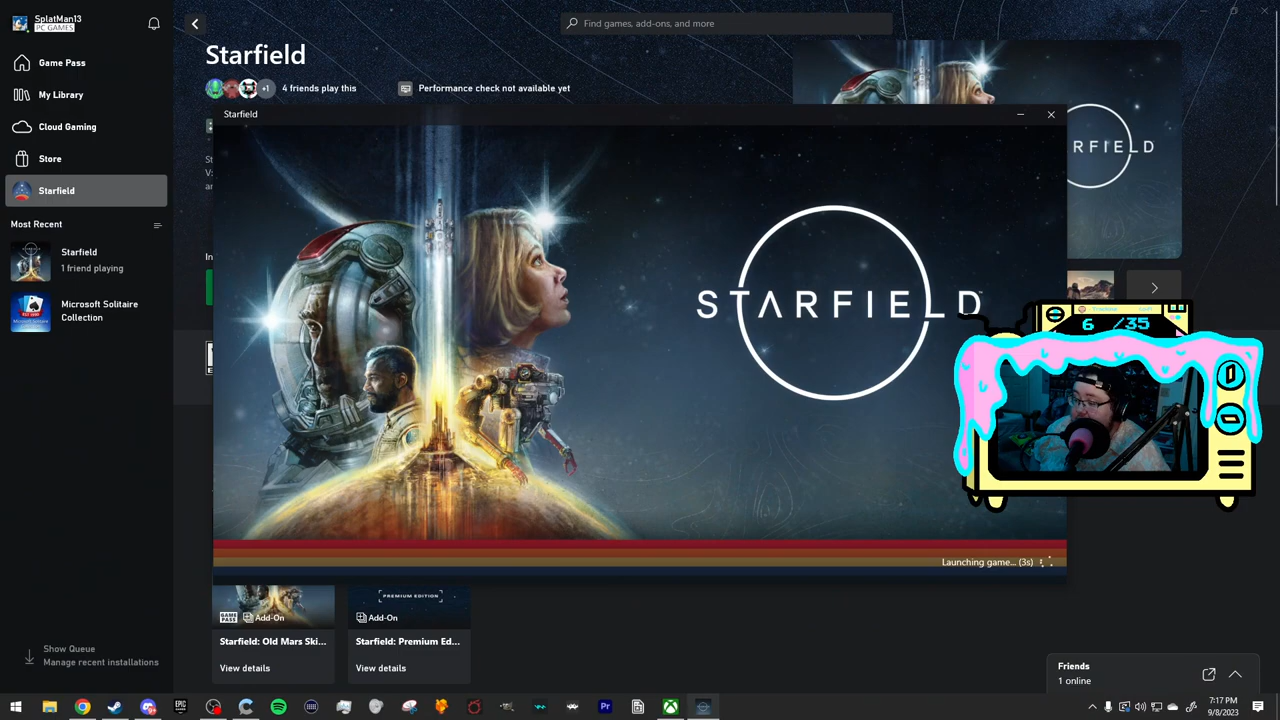 SplatMan13
PC GAMES
Find games, add-ons, and more
Starfield
Game Pass
My Library
Cloud Gaming
Store
Starfield
+1
4 friends play this
Performance check not available yet
Starfield
RFIELD
STARFIELD
Most Recent
Starfield
1 friend playing
Microsoft Solitaire
Collection
6 /35
Launching game... (3s)
GAME PASS
Add-On
PREMIUM EDITION
Add-On
Starfield: Old Mars Ski...
Starfield: Premium Ed...
View details
View details
Show Queue
Manage recent installations
Friends
1 online
7:17 PM
9/8/2023